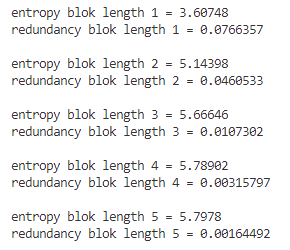 entropy blok length 1 = 3.60748
redundancy blok length 1 = 0.0766357
entropy blok length 2 = 5.14398
redundancy blok length 2 = 0.0460533
entropy blok length 3 = 5.66646
redundancy blok length 3 = 0.0107302
entropy blok length 4 = 5.78902
redundancy blok length 4 = 0.00315797
entropy blok length 5 = 5.7978
redundancy blok length 5 = 0.00164492